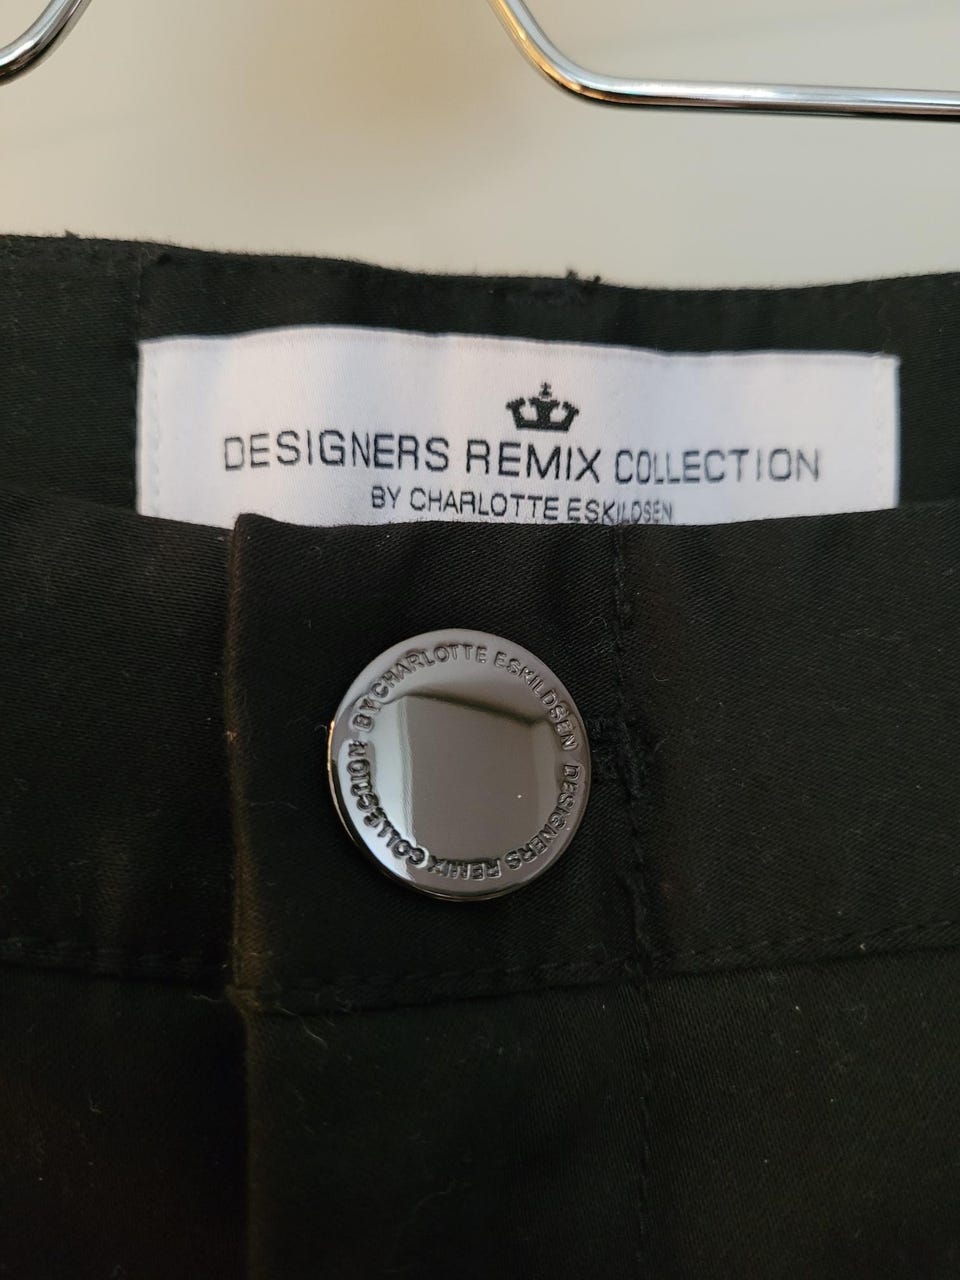 DESIGNERS REMIX COLLECTION
BY CHARLOTTE ESKILDSEN
BY CHARLOTTE ESKILDSEN DESIGNERS REMIX COLLECTION